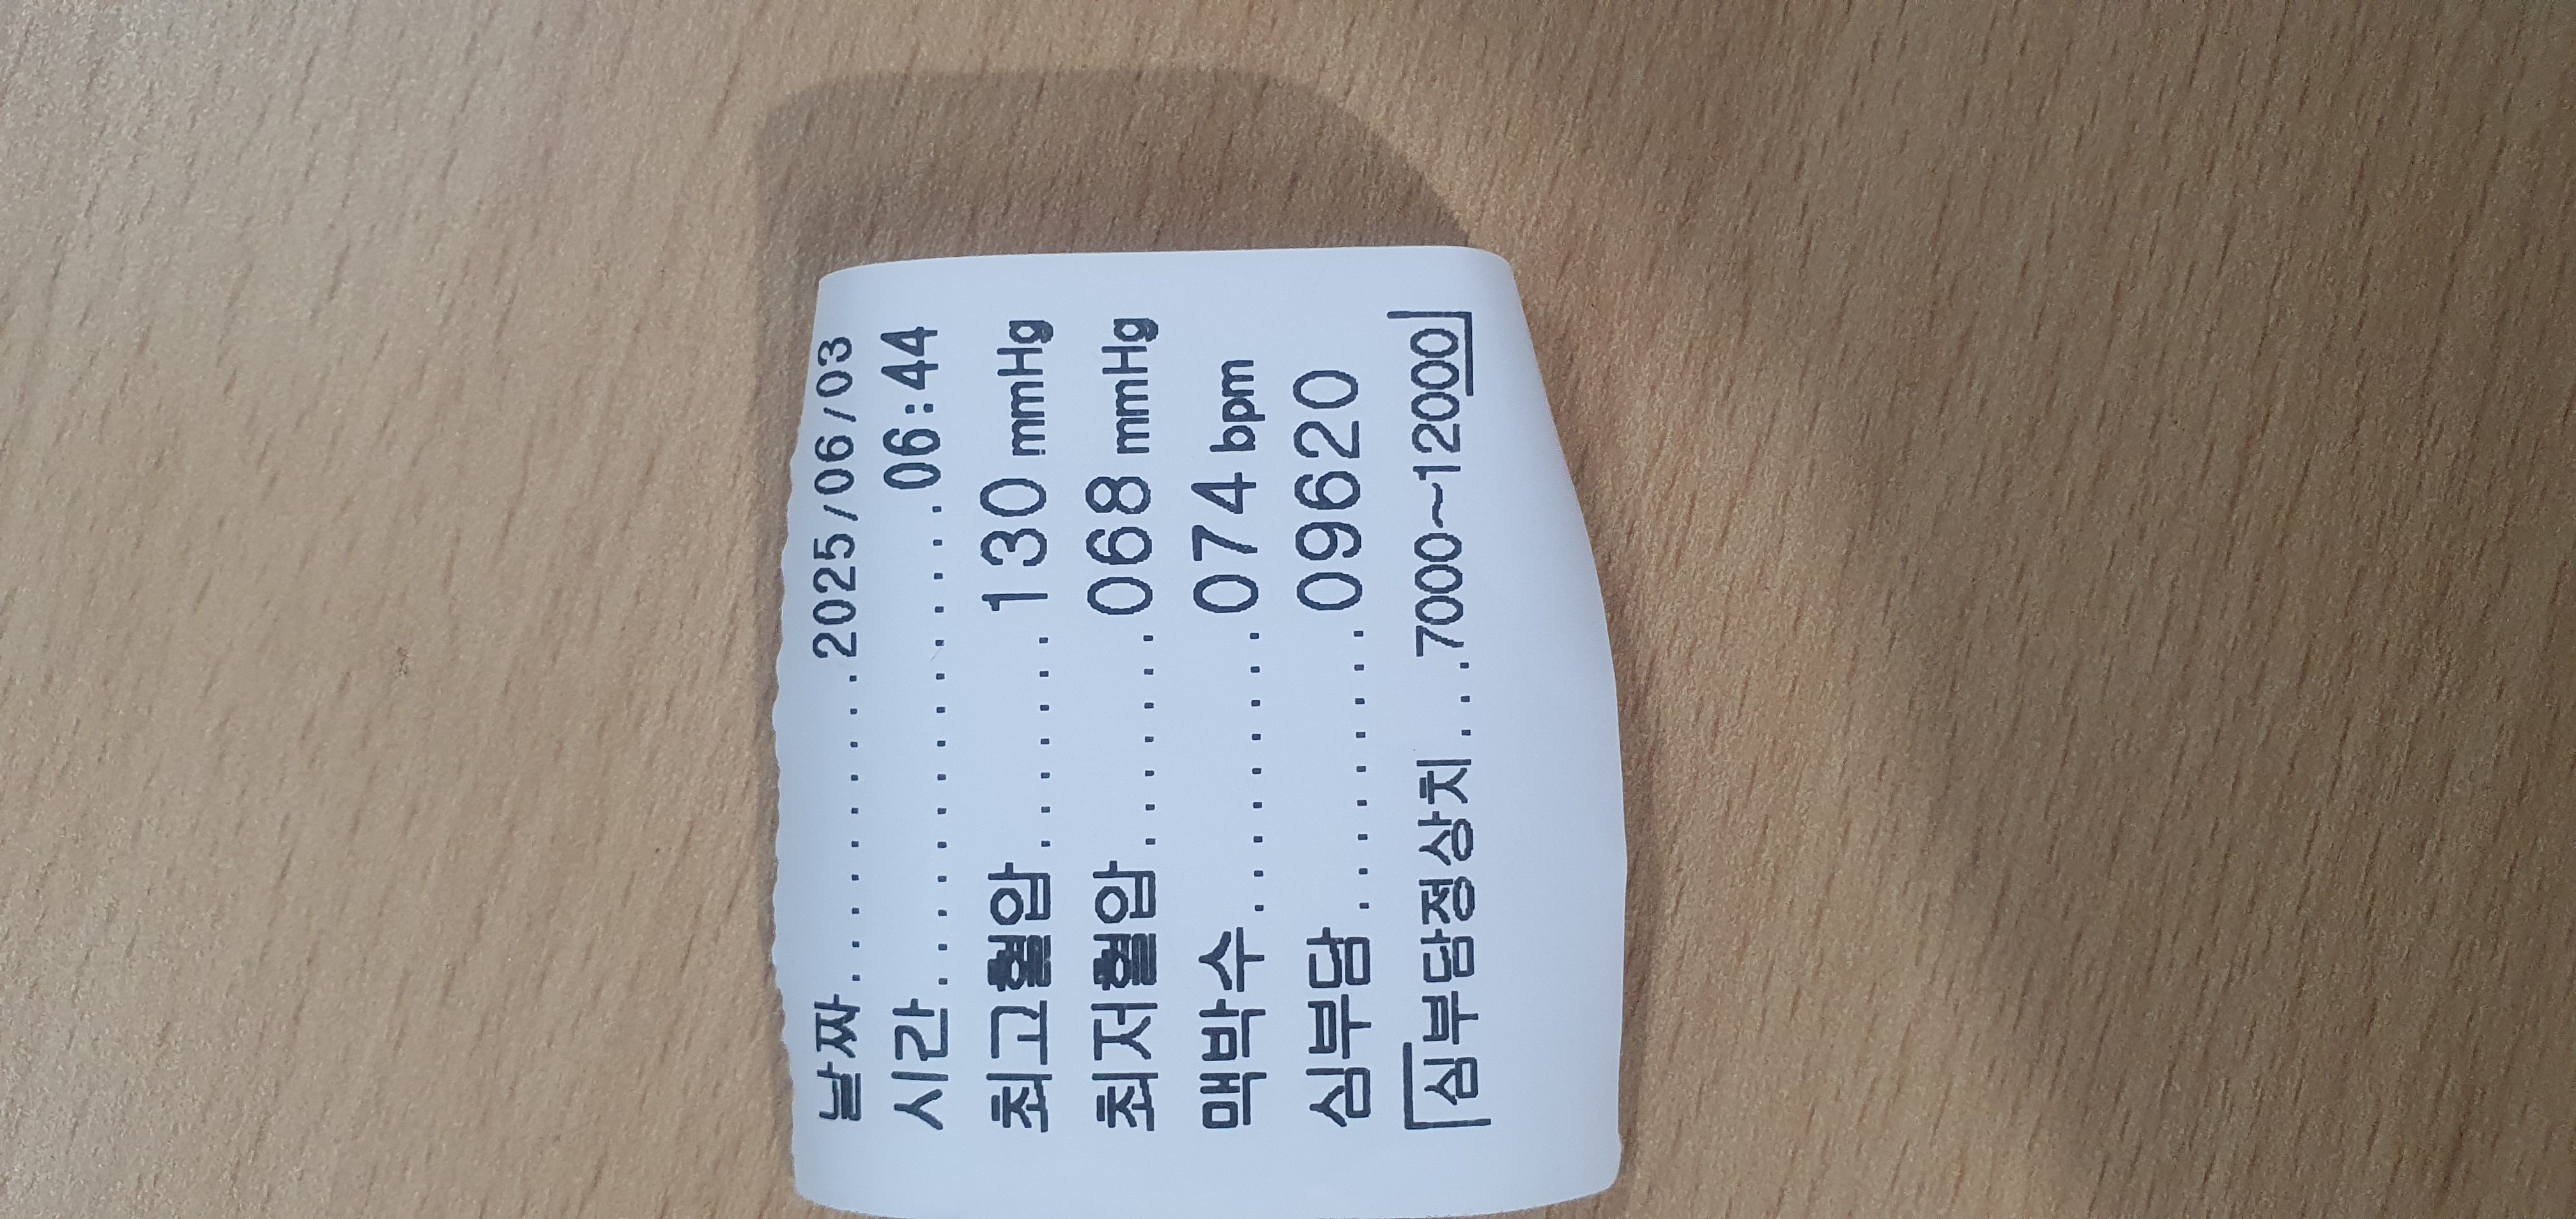 날짜..........2025/06/03
시간...............06:44
최고혈압.......130 mmHg
최저혈압.......068 mmHg
맥박수.........074 bpm
심부담.........09620
[심부담정상치...7000~12000]